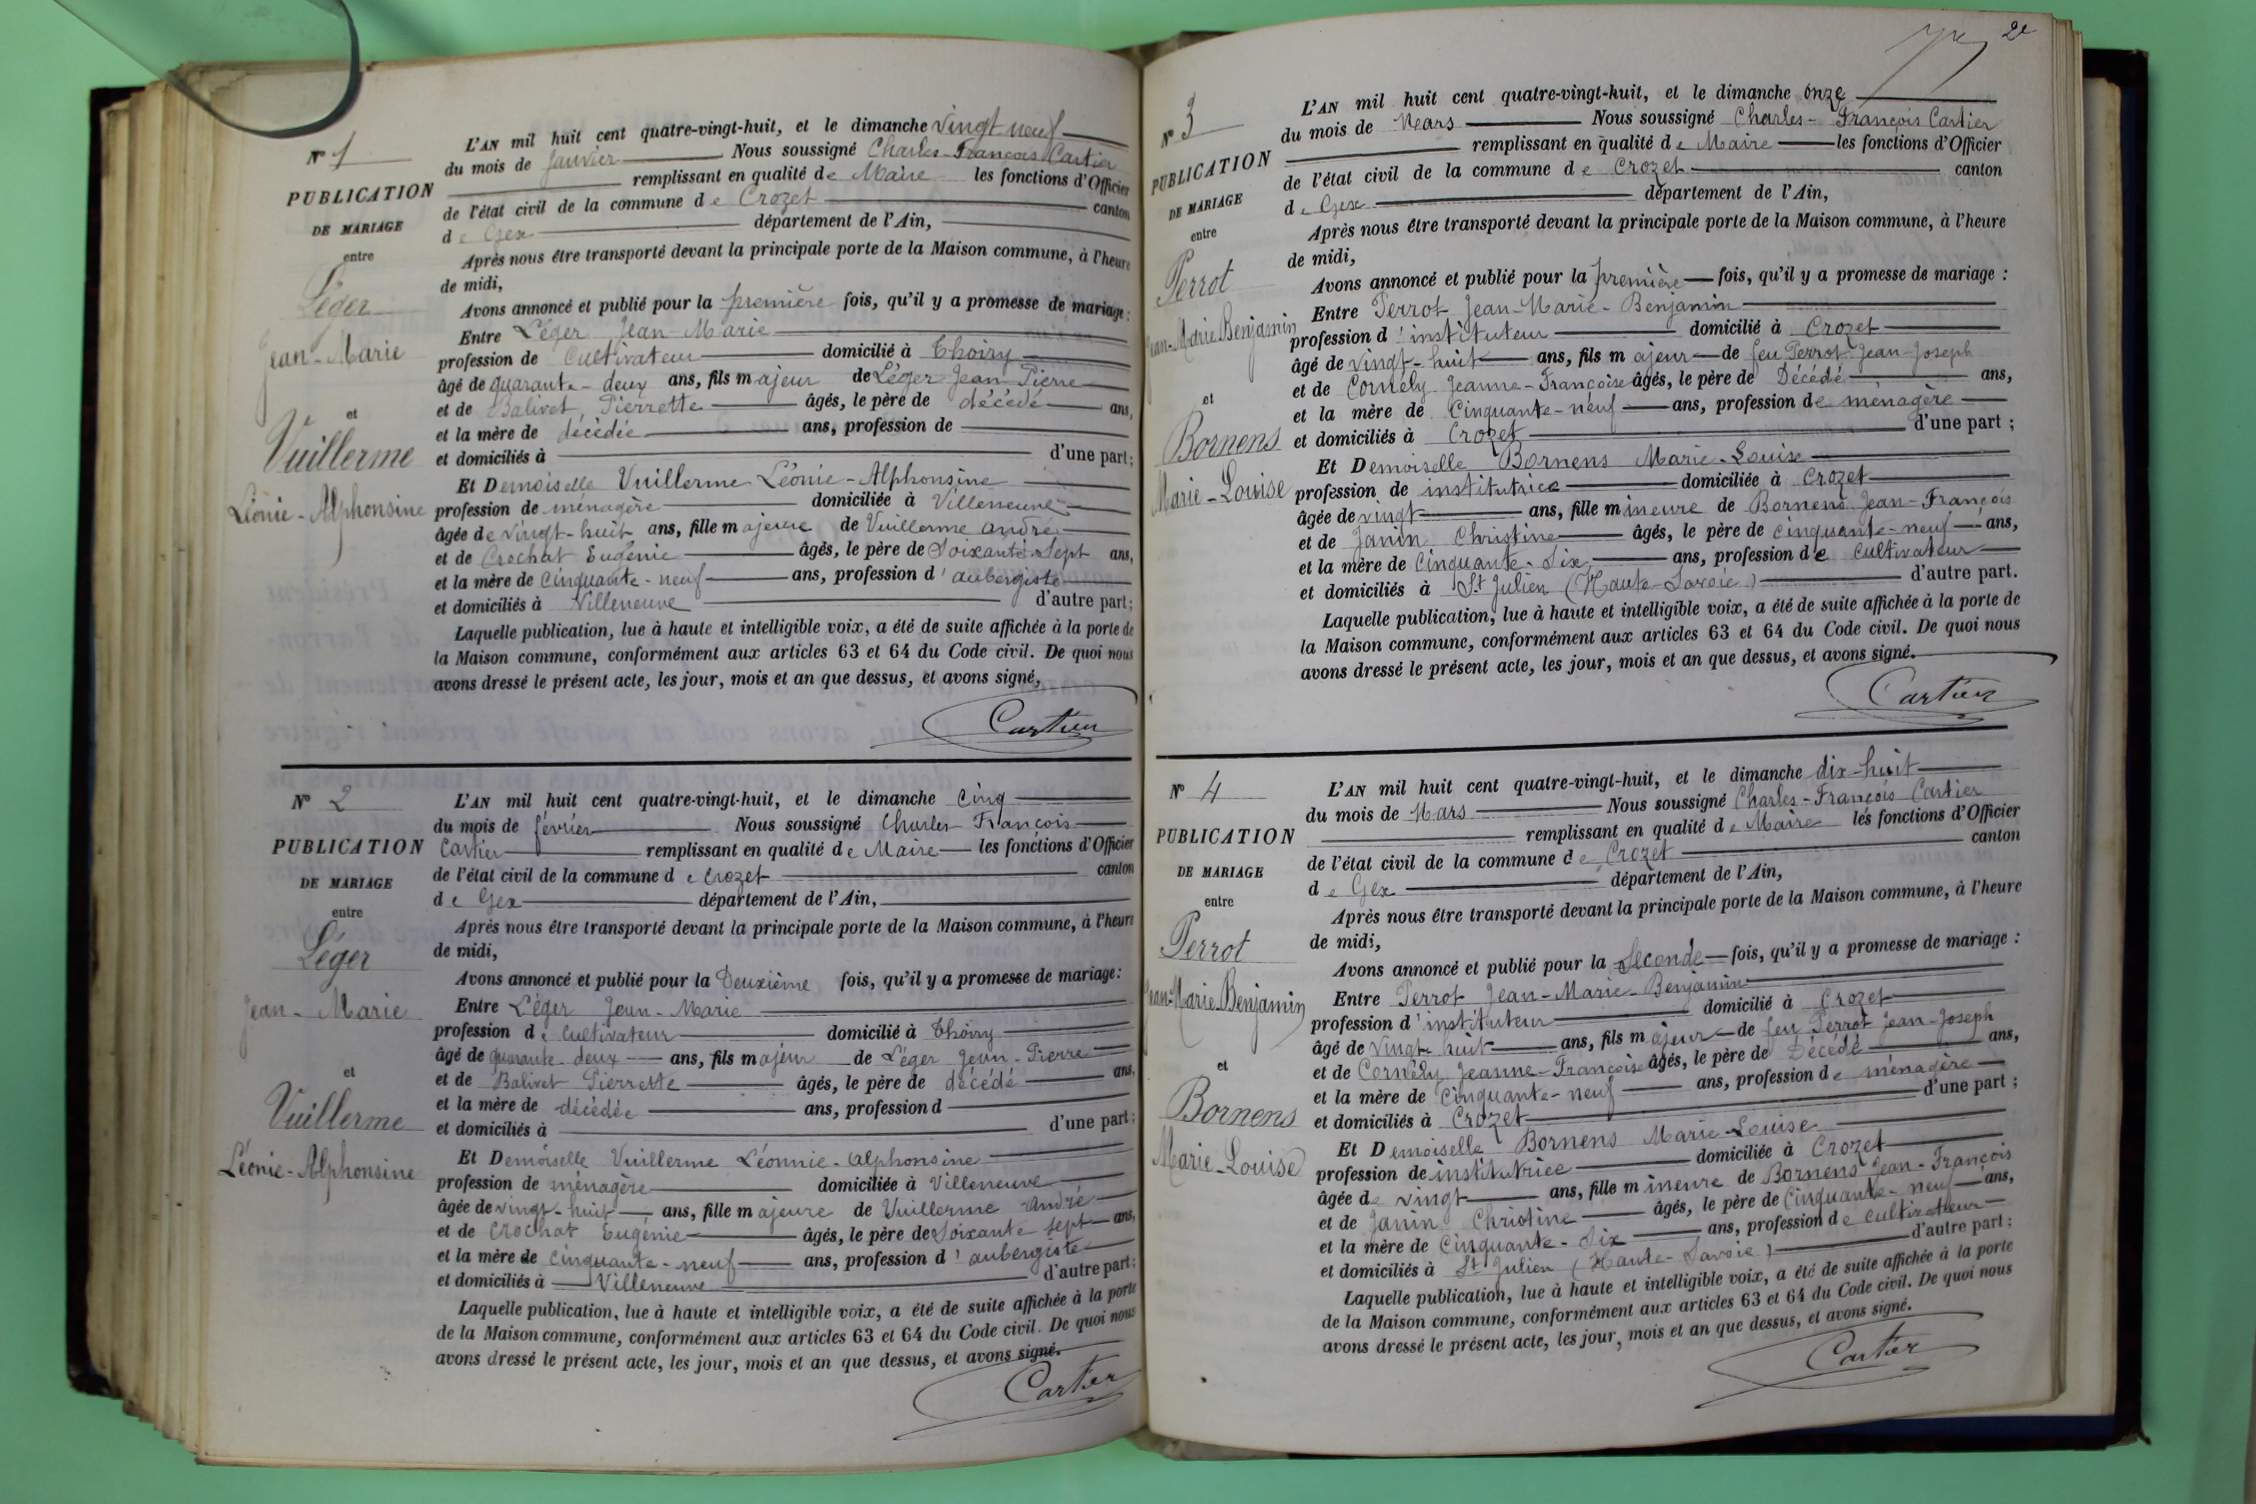 Nº 1
PUBLICATION
DE MARIAGE
entre
Léger
Jean-Marie
et
Vuillerme
Léonie-Alphonsine
L'AN mil huit cent quatre-vingt-huit, et le dimanche vingt neuf
du mois de Janvier Nous soussigné Charles-François Cartier
remplissant en qualité de Maire les fonctions d'Officier
de l'état civil de la commune de Crozet canton
de Gex département de l'Ain,
Après nous être transporté devant la principale porte de la Maison commune, à l'heure
de midi,
Avons annoncé et publié pour la première fois, qu'il y a promesse de mariage:
Entre Léger Jean Marie
profession de Cultivateur domicilié à Thoiry
âgé de quarante-deux ans, fils majeur de Léger Jean Pierre
et de Balivet Pierrette âgés, le père de décédé ans,
et la mère de décédée ans, profession de
et domiciliés à d'une part;
Et Demoiselle Vuillerme Léonie-Alphonsine
profession de ménagère domiciliée à Villeneuve
âgée de vingt-huit ans, fille majeure de Vuillerme André
et de Crochat Eugénie âgés, le père de Soixante Sept ans,
et la mère de cinquante-neuf ans, profession d'aubergiste
et domiciliés à Villeneuve d'autre part;
Laquelle publication, lue à haute et intelligible voix, a été de suite affichée à la porte de
la Maison commune, conformément aux articles 63 et 64 du Code civil. De quoi nous
avons dressé le présent acte, les jour, mois et an que dessus, et avons signé,
Cartier
Nº 2
PUBLICATION
DE MARIAGE
entre
Léger
Jean-Marie
et
Vuillerme
Léonie-Alphonsine
L'AN mil huit cent quatre-vingt-huit, et le dimanche Cinq
du mois de février Nous soussigné Charles François
Cartier remplissant en qualité de Maire les fonctions d'Officier
de l'état civil de la commune de Crozet canton
de Gex département de l'Ain,
Après nous être transporté devant la principale porte de la Maison commune, à l'heure
de midi,
Avons annoncé et publié pour la Deuxième fois, qu'il y a promesse de mariage:
Entre Léger Jean-Marie
profession de Cultivateur domicilié à Thoiry
âgé de quarante-deux ans, fils majeur de Léger Jean-Pierre
et de Balivet Pierrette âgés, le père de décédé ans,
et la mère de décédée ans, profession d
et domiciliés à d'une part;
Et Demoiselle Vuillerme Léonnie-Alphonsine
profession de ménagère domiciliée à Villeneuve
âgée de vingt-huit ans, fille majeure de Vuillerme André
et de Crochat Eugénie âgés, le père de Soixante sept ans,
et la mère de cinquante-neuf ans, profession d'aubergiste
et domiciliés à Villeneuve d'autre part;
Laquelle publication, lue à haute et intelligible voix, a été de suite affichée à la porte
de la Maison commune, conformément aux articles 63 et 64 du Code civil. De quoi nous
avons dressé le présent acte, les jour, mois et an que dessus, et avons signé.
Cartier
2e
Nº 3
PUBLICATION
DE MARIAGE
entre
Perrot
Jean-Marie Benjamin
et
Bornens
Marie-Louise
L'AN mil huit cent quatre-vingt-huit, et le dimanche onze
du mois de Mars Nous soussigné Charles-François Cartier
remplissant en qualité de Maire les fonctions d'Officier
de l'état civil de la commune de Crozet canton
de Gex département de l'Ain,
Après nous être transporté devant la principale porte de la Maison commune, à l'heure
de midi,
Avons annoncé et publié pour la première fois, qu'il y a promesse de mariage :
Entre Perrot Jean-Marie-Benjamin
profession d'instituteur domicilié à Crozet
âgé de vingt-huit ans, fils majeur de feu Perrot Jean-Joseph
et de Cornély Jeanne-Françoise âgés, le père de Décédé ans,
et la mère de Cinquante-neuf ans, profession de ménagère
et domiciliés à Crozet d'une part ;
Et Demoiselle Bornens Marie-Louise
profession de institutrice domiciliée à Crozet
âgée de vingt ans, fille mineure de Bornens Jean-François
et de Janin Christine âgés, le père de cinquante-neuf ans,
et la mère de Cinquante-Six ans, profession de Cultivateur
et domiciliés à St Julien (Haute-Savoie) d'autre part.
Laquelle publication, lue à haute et intelligible voix, a été de suite affichée à la porte de
la Maison commune, conformément aux articles 63 et 64 du Code civil. De quoi nous
avons dressé le présent acte, les jour, mois et an que dessus, et avons signé.
Cartier
Nº 4
PUBLICATION
DE MARIAGE
entre
Perrot
Jean-Marie Benjamin
et
Bornens
Marie-Louise
L'AN mil huit cent quatre-vingt-huit, et le dimanche dix-huit
du mois de Mars Nous soussigné Charles-François Cartier
remplissant en qualité de Maire les fonctions d'Officier
de l'état civil de la commune de Crozet canton
de Gex département de l'Ain,
Après nous être transporté devant la principale porte de la Maison commune, à l'heure
de midi,
Avons annoncé et publié pour la Seconde fois, qu'il y a promesse de mariage :
Entre Perrot Jean-Marie-Benjamin
profession d'instituteur domicilié à Crozet
âgé de vingt-huit ans, fils majeur de feu Perrot Jean-Joseph
et de Cornély Jeanne-Françoise âgés, le père de Décédé ans,
et la mère de Cinquante-neuf ans, profession de ménagère
et domiciliés à Crozet d'une part ;
Et Demoiselle Bornens Marie-Louise
profession de institutrice domiciliée à Crozet
âgée de vingt ans, fille mineure de Bornens Jean-François
et de Janin Christine âgés, le père de Cinquante-neuf ans,
et la mère de Cinquante-Six ans, profession de cultivateur
et domiciliés à St Julien (Haute-Savoie) d'autre part ;
Laquelle publication, lue à haute et intelligible voix, a été de suite affichée à la porte
de la Maison commune, conformément aux articles 63 et 64 du Code civil. De quoi nous
avons dressé le présent acte, les jour, mois et an que dessus, et avons signé.
Cartier